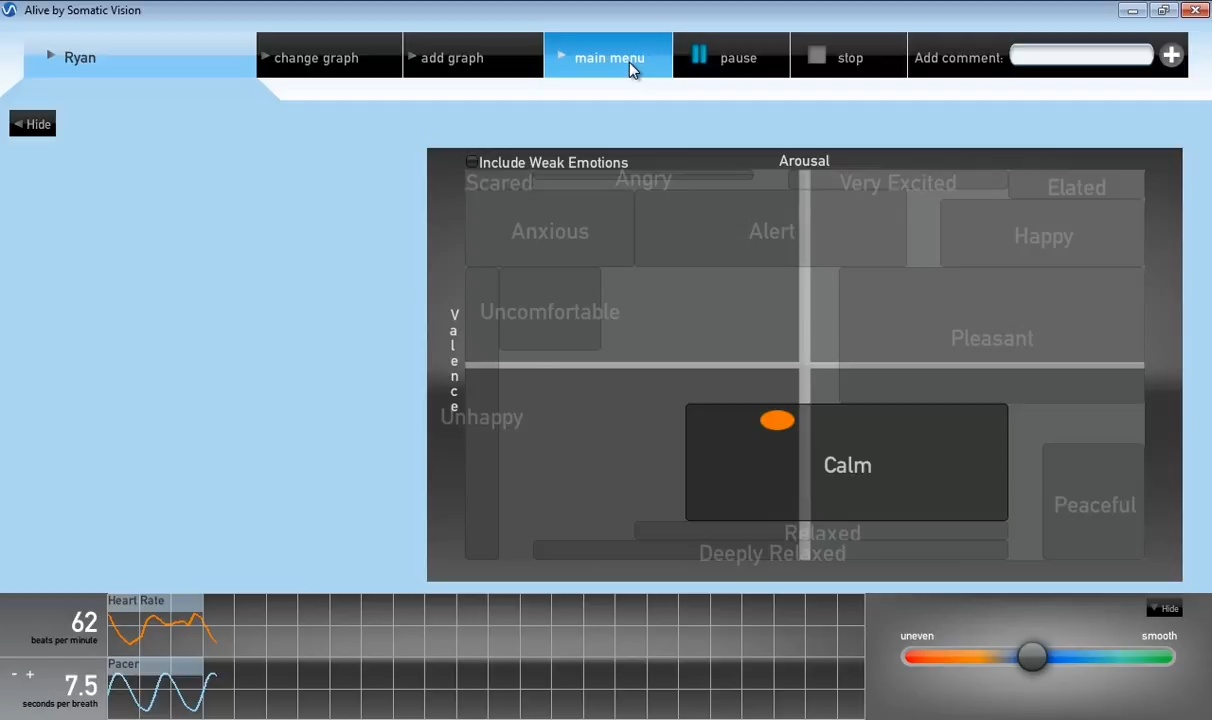 Alive by Somatic Vision
Ryan
change graph
add graph
main menu
pause
stop
Add comment:
Hide
Include Weak Emotions
Arousal
Scared
Angry
Very Excited
Elated
Anxious
Alert
Happy
Uncomfortable
Valence
Pleasant
Unhappy
Calm
Peaceful
Relaxed
Deeply Relaxed
Heart Rate
62
beats per minute
Pacer
- +
7.5
seconds per breath
Hide
uneven
smooth